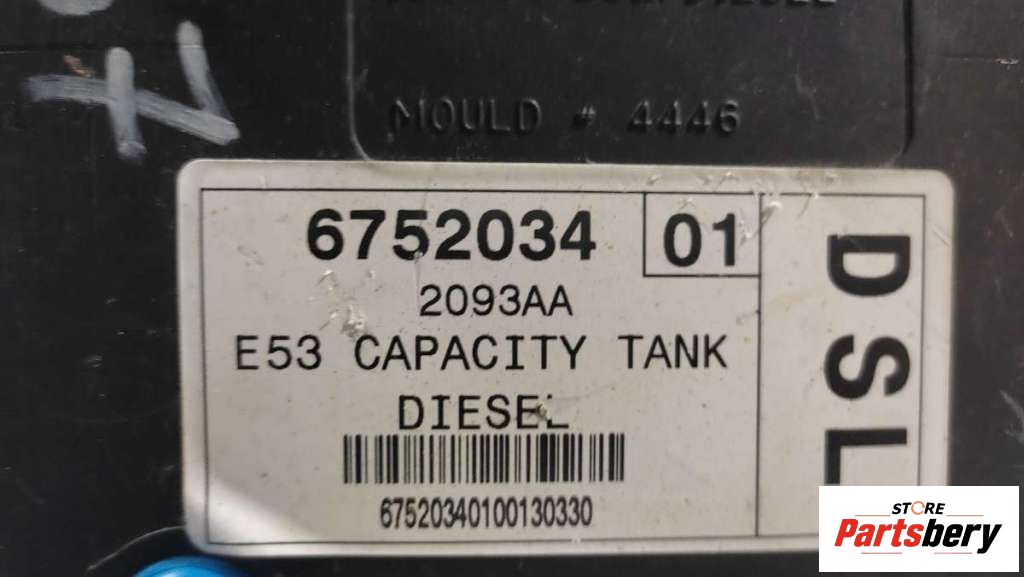 MOULD # 4446
6752034 01
2093AA
E53 CAPACITY TANK
DIESEL
67520340100130330
DSL
STORE
Partsbery